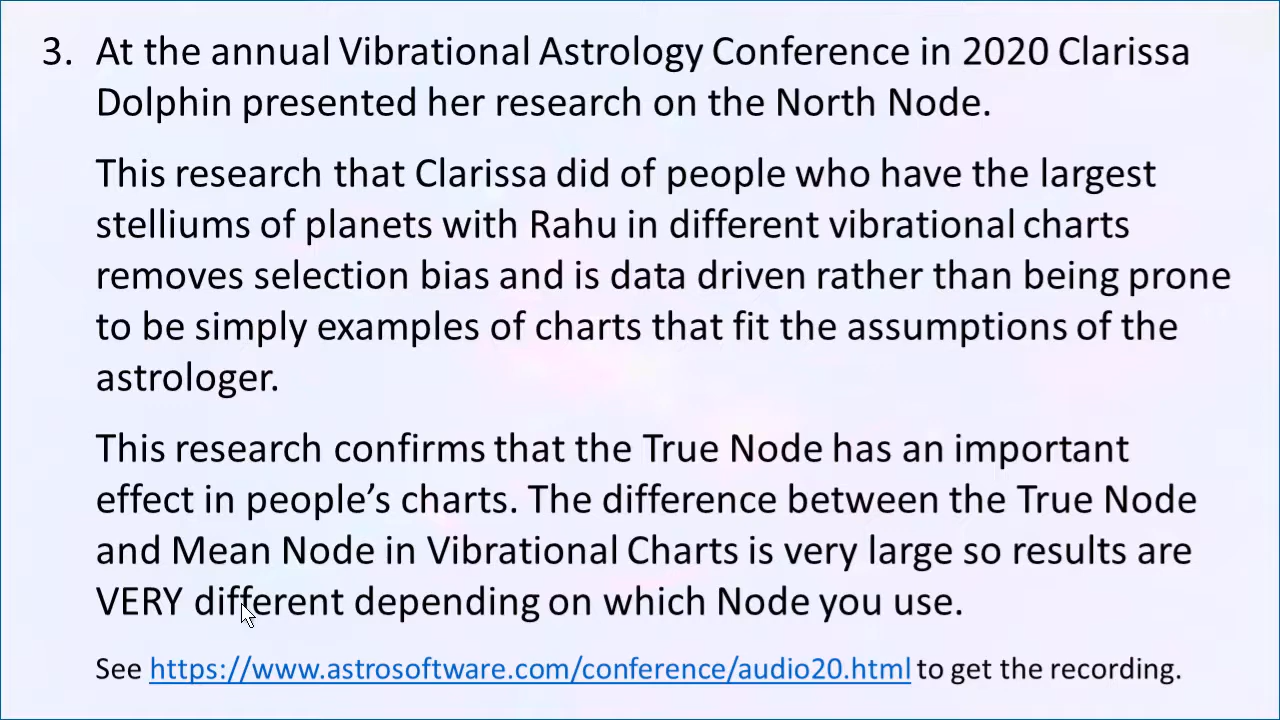 3. At the annual Vibrational Astrology Conference in 2020 Clarissa
Dolphin presented her research on the North Node.
This research that Clarissa did of people who have the largest
stelliums of planets with Rahu in different vibrational charts
removes selection bias and is data driven rather than being prone
to be simply examples of charts that fit the assumptions of the
astrologer.
This research confirms that the True Node has an important
effect in people’s charts. The difference between the True Node
and Mean Node in Vibrational Charts is very large so results are
VERY different depending on which Node you use.
See https://www.astrosoftware.com/conference/audio20.html to get the recording.